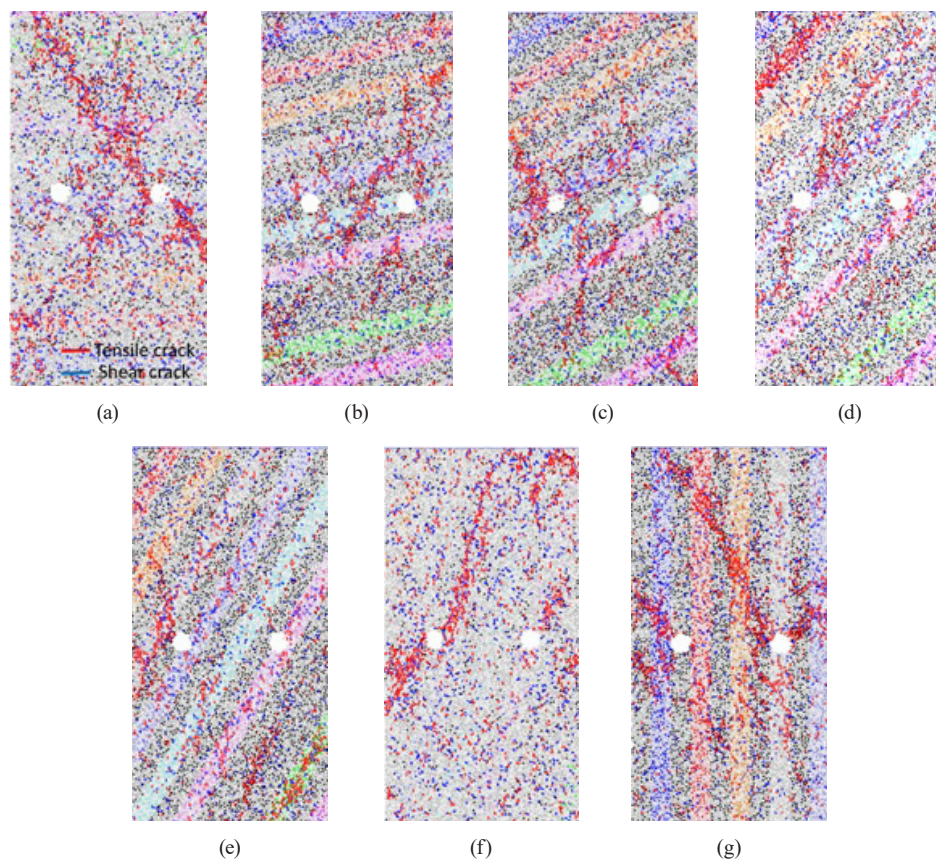 Tensile crack
Shear crack
(a)
(b)
(c)
(d)
(e)
(f)
(g)